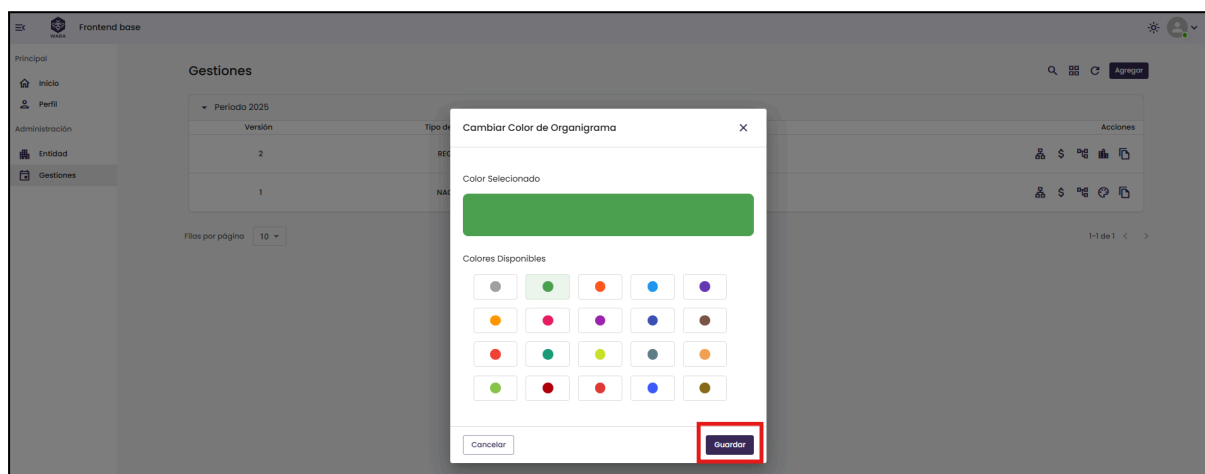 WARA
Frontend base
Principal
Gestiones
Agregar
Inicio
Perfil
Periodo 2025
Administración
Versión
Tipo de
Cambiar Color de Organigrama
Acciones
Entidad
2
REG
Gestiones
Color Selecionado
1
NAC
Filas por página 10
1-1 de 1
Colores Disponibles
Cancelar
Guardar